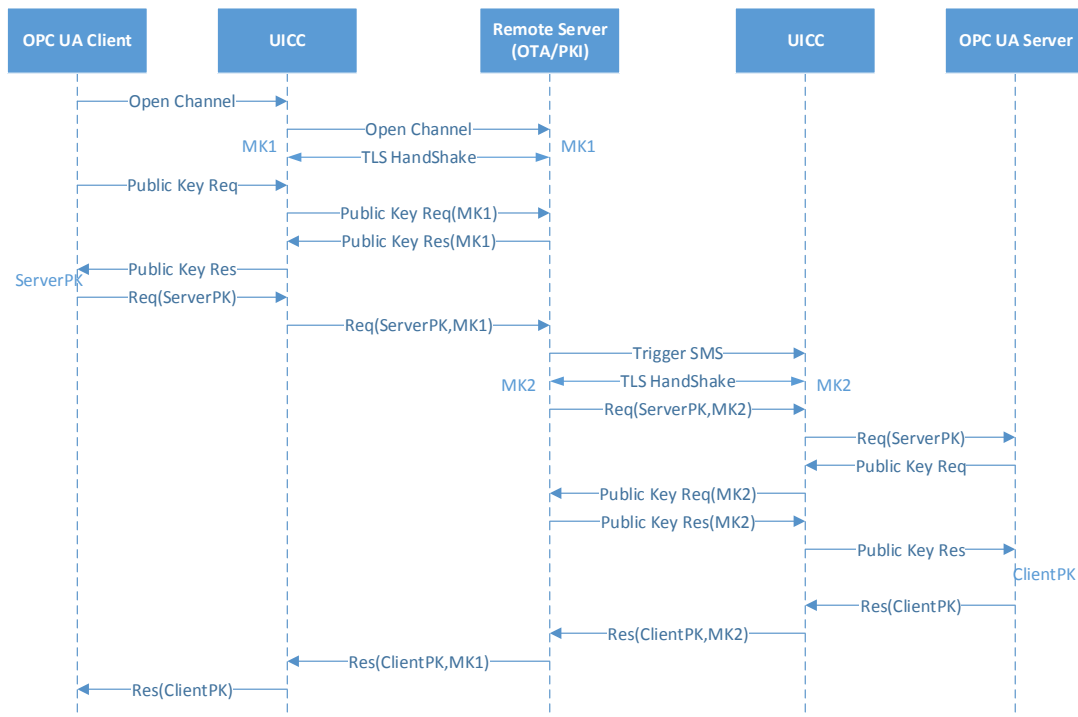 OPC UA Client
UICC
Remote Server
(OTA/PKI)
UICC
OPC UA Server
Open Channel
Open Channel
MK1
MK1
TLS HandShake
Public Key Req
Public Key Req(MK1)
Public Key Res(MK1)
Public Key Res
ServerPK
Req(ServerPK)
Req(ServerPK,MK1)
Trigger SMS
TLS HandShake
MK2
MK2
Req(ServerPK,MK2)
Req(ServerPK)
Public Key Req
Public Key Req(MK2)
Public Key Res(MK2)
Public Key Res
ClientPK
Res(ClientPK)
Res(ClientPK,MK2)
Res(ClientPK,MK1)
Res(ClientPK)